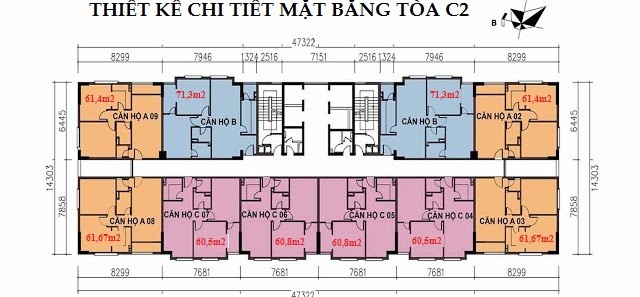 THIẾT KẾ CHI TIẾT MẶT BẰNG TÒA C2
B
47322
8299 7946 1324 2516 7151 2516 1324 7946 8299
61,4m2 71,3m2 71,3m2 61,4m2
CĂN HỘ A 09 CĂN HỘ B CĂN HỘ B CĂN HỘ A 02
6445 6445
14303 14303
7858 7858
CĂN HỘ A 08 CĂN HỘ C 07 CĂN HỘ C 06 CĂN HỘ C 05 CĂN HỘ C 04 CĂN HỘ A 03
61,67m2 60,5m2 60,8m2 60,8m2 60,5m2 61,67m2
8299 7681 7681 7681 7681 8299
47322